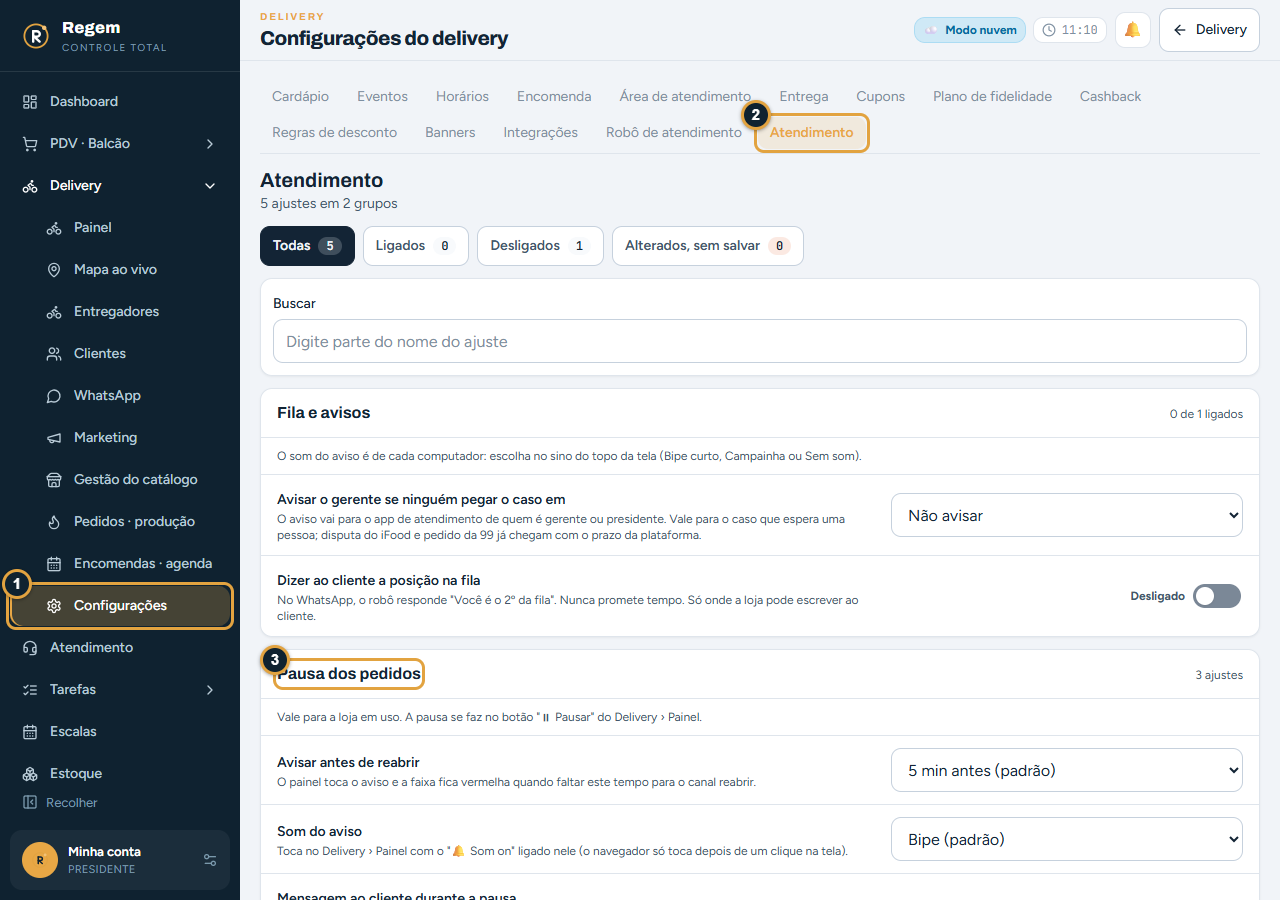 R
Regem
CONTROLE TOTAL
Dashboard
PDV · Balcão
Delivery
Painel
Mapa ao vivo
Entregadores
Clientes
WhatsApp
Marketing
Gestão do catálogo
Pedidos · produção
Encomendas · agenda
1
Configurações
Atendimento
Tarefas
Escalas
Estoque
Recolher
R
Minha conta
PRESIDENTE
DELIVERY
Configurações do delivery
Modo nuvem
11:10
Delivery
Cardápio Eventos Horários Encomenda Área de atendimento Entrega Cupons Plano de fidelidade Cashback
2
Regras de desconto Banners Integrações Robô de atendimento Atendimento
Atendimento
5 ajustes em 2 grupos
Todas 5 Ligados 0 Desligados 1 Alterados, sem salvar 0
Buscar
Digite parte do nome do ajuste
Fila e avisos 0 de 1 ligados
O som do aviso é de cada computador: escolha no sino do topo da tela (Bipe curto, Campainha ou Sem som).
Avisar o gerente se ninguém pegar o caso em
O aviso vai para o app de atendimento de quem é gerente ou presidente. Vale para o caso que espera uma
pessoa; disputa do iFood e pedido da 99 já chegam com o prazo da plataforma.
Não avisar
Dizer ao cliente a posição na fila
No WhatsApp, o robô responde "Você é o 2º da fila". Nunca promete tempo. Só onde a loja pode escrever ao
cliente.
Desligado
3
Pausa dos pedidos 3 ajustes
Vale para a loja em uso. A pausa se faz no botão "⏸ Pausar" do Delivery › Painel.
Avisar antes de reabrir
O painel toca o aviso e a faixa fica vermelha quando faltar este tempo para o canal reabrir.
5 min antes (padrão)
Som do aviso
Toca no Delivery › Painel com o "🔔 Som on" ligado nele (o navegador só toca depois de um clique na tela).
Bipe (padrão)
Mensagem ao cliente durante a pausa